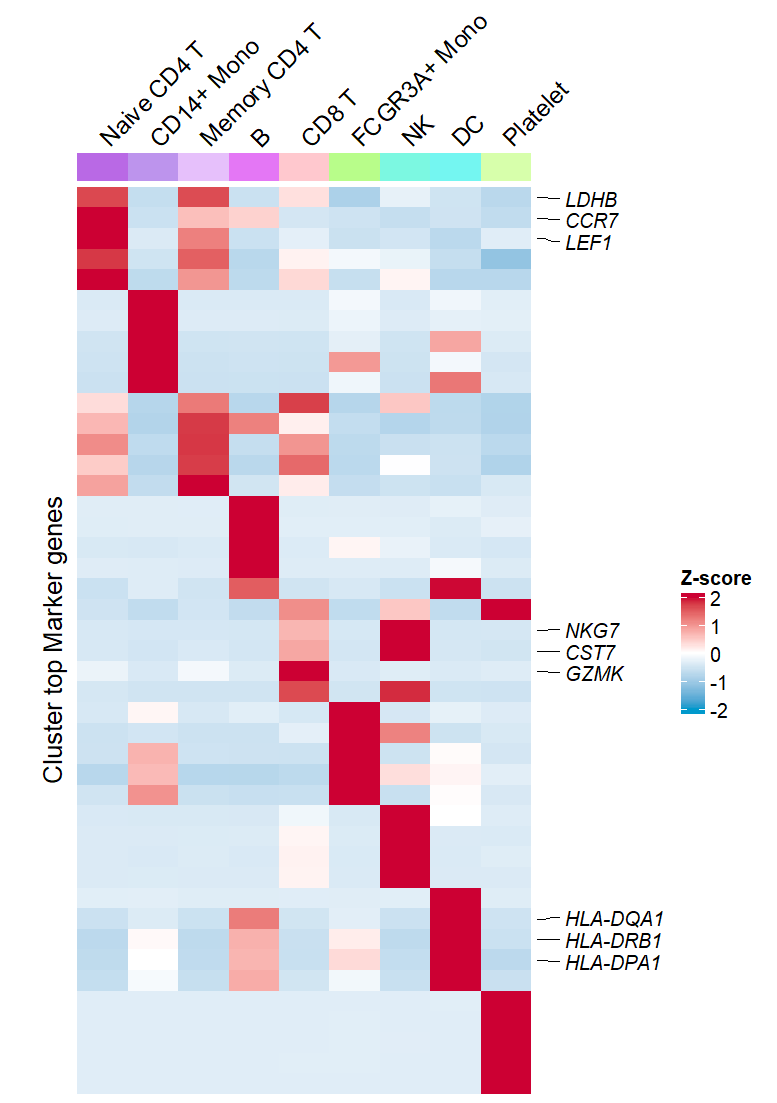 Naive CD4 T
CD14+ Mono
Memory CD4 T
B
CD8 T
FCGR3A+ Mono
NK
DC
Platelet
LDHB
CCR7
LEF1
Cluster top Marker genes
Z-score
2
1
0
-1
-2
NKG7
CST7
GZMK
HLA-DQA1
HLA-DRB1
HLA-DPA1